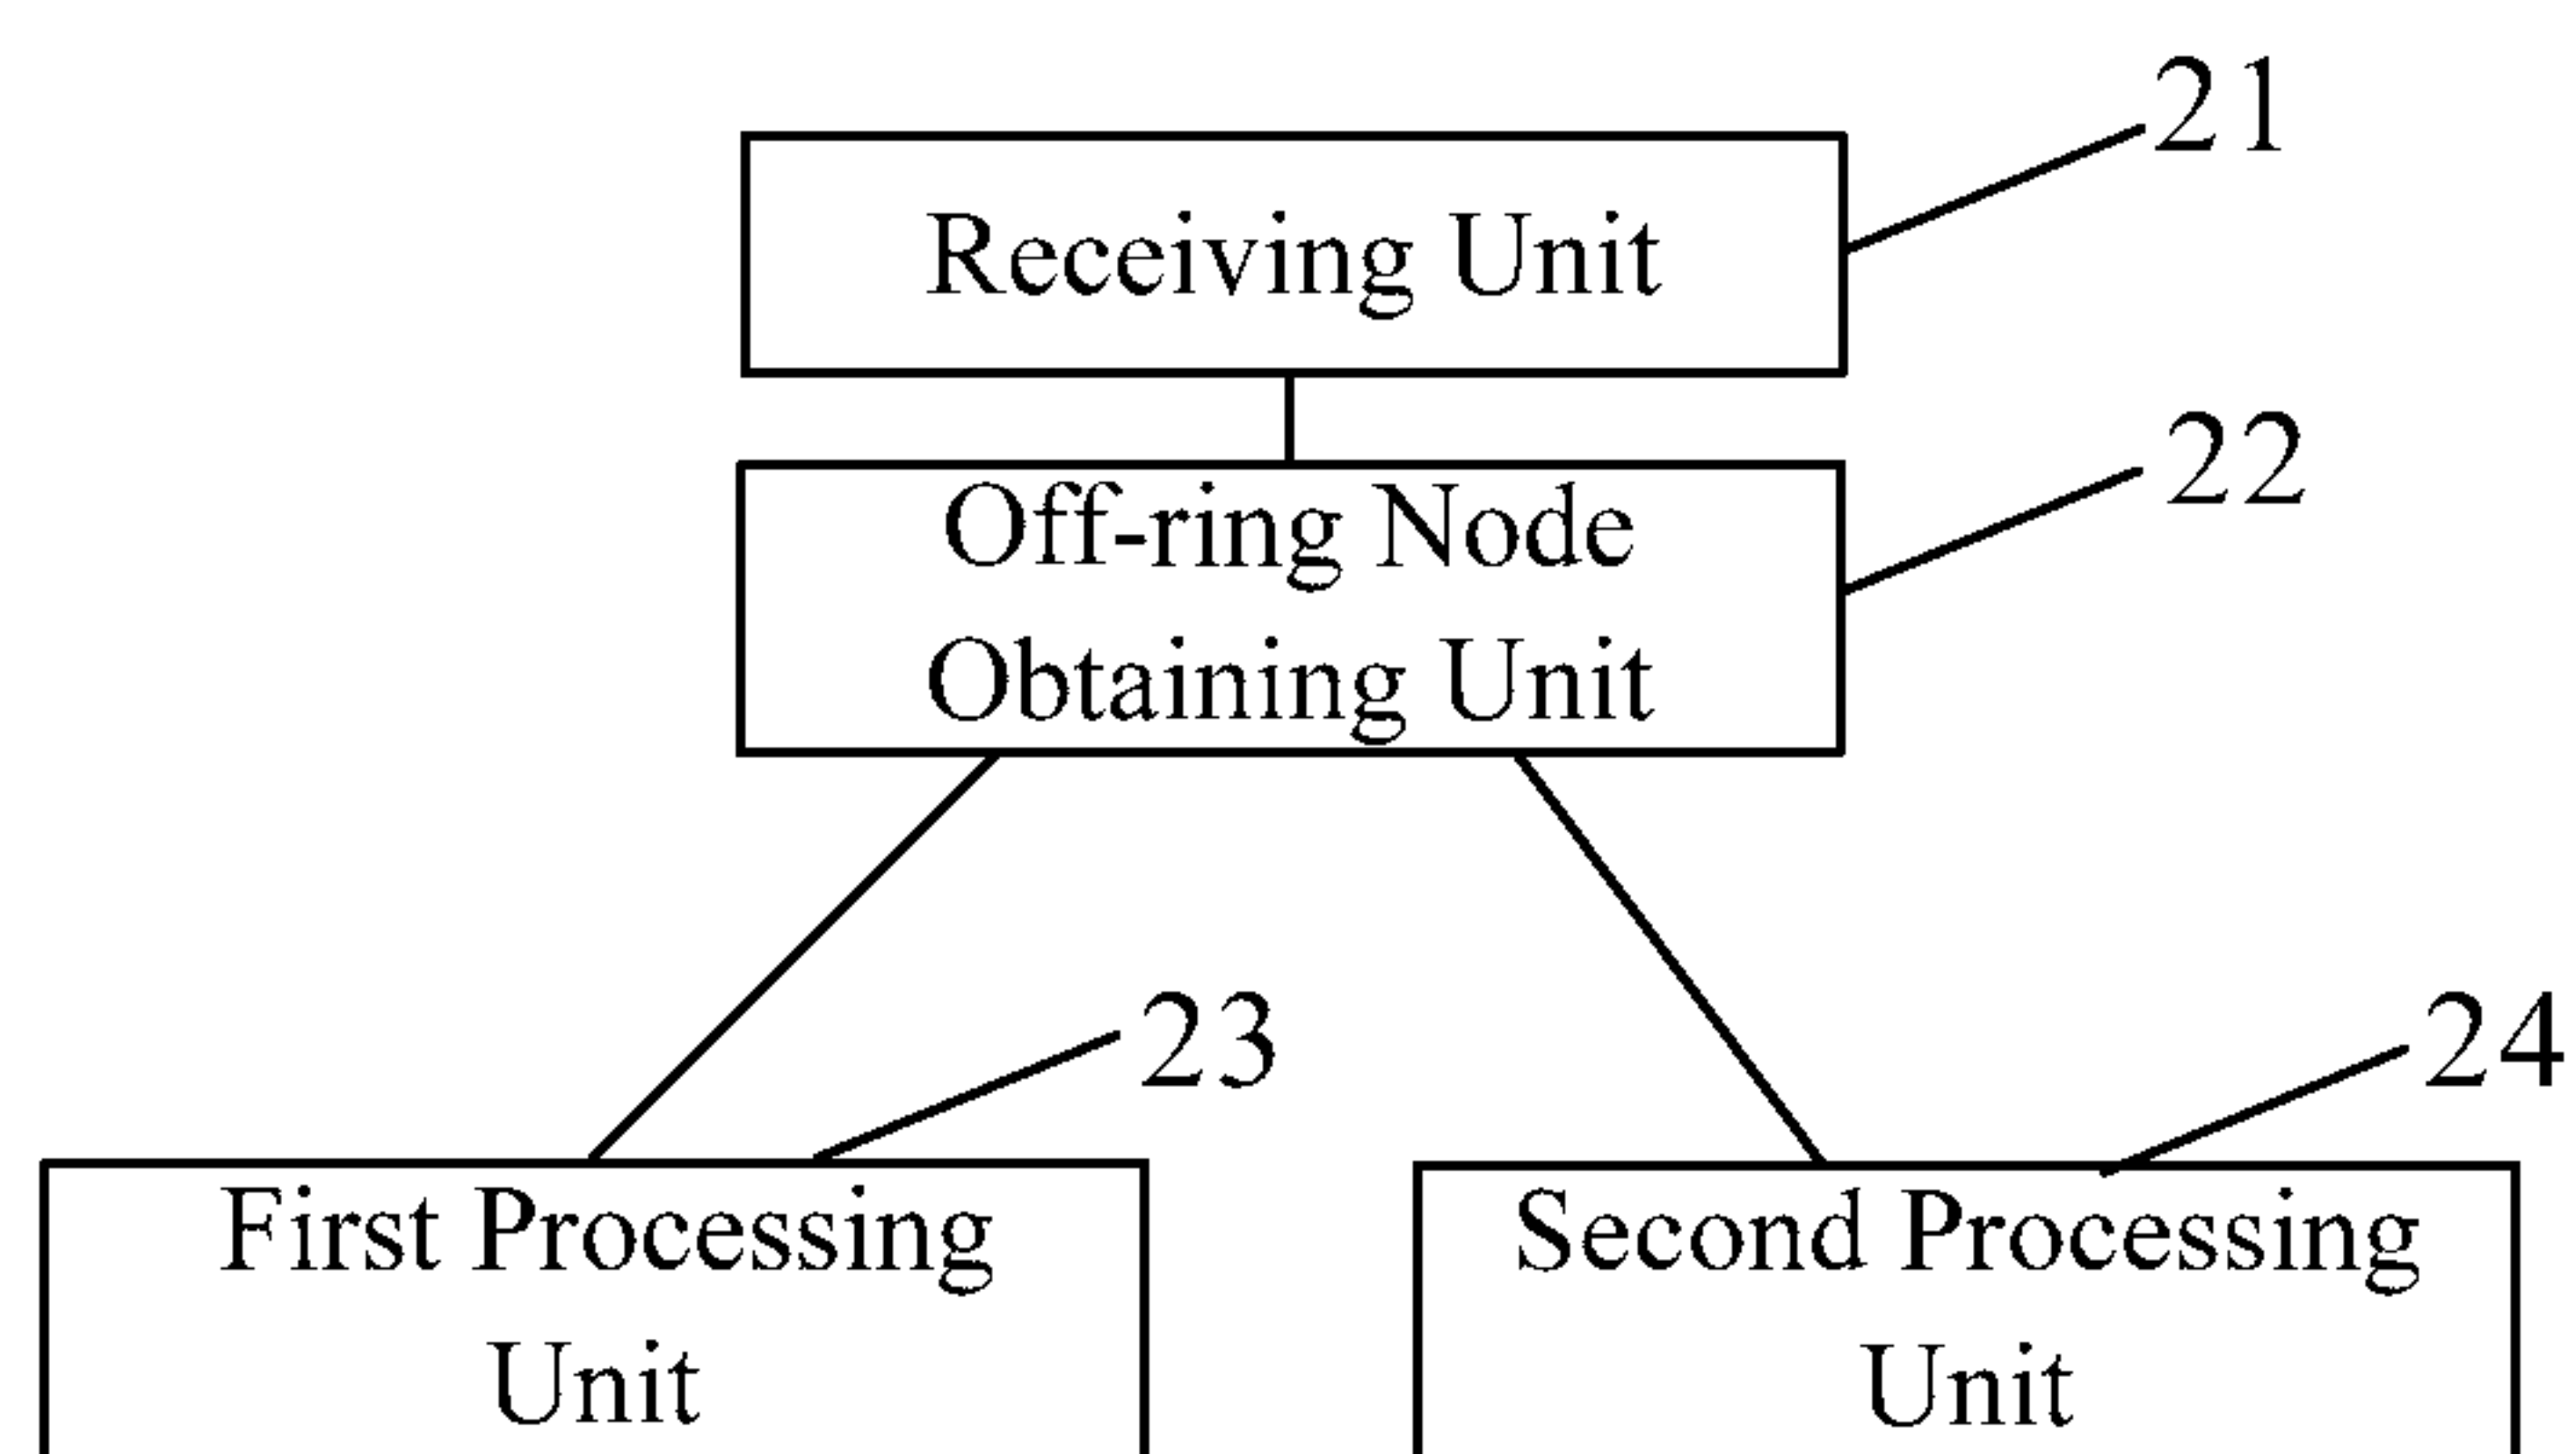 21
Receiving Unit
22
Off-ring Node
Obtaining Unit
23
24
First Processing
Unit
Second Processing
Unit